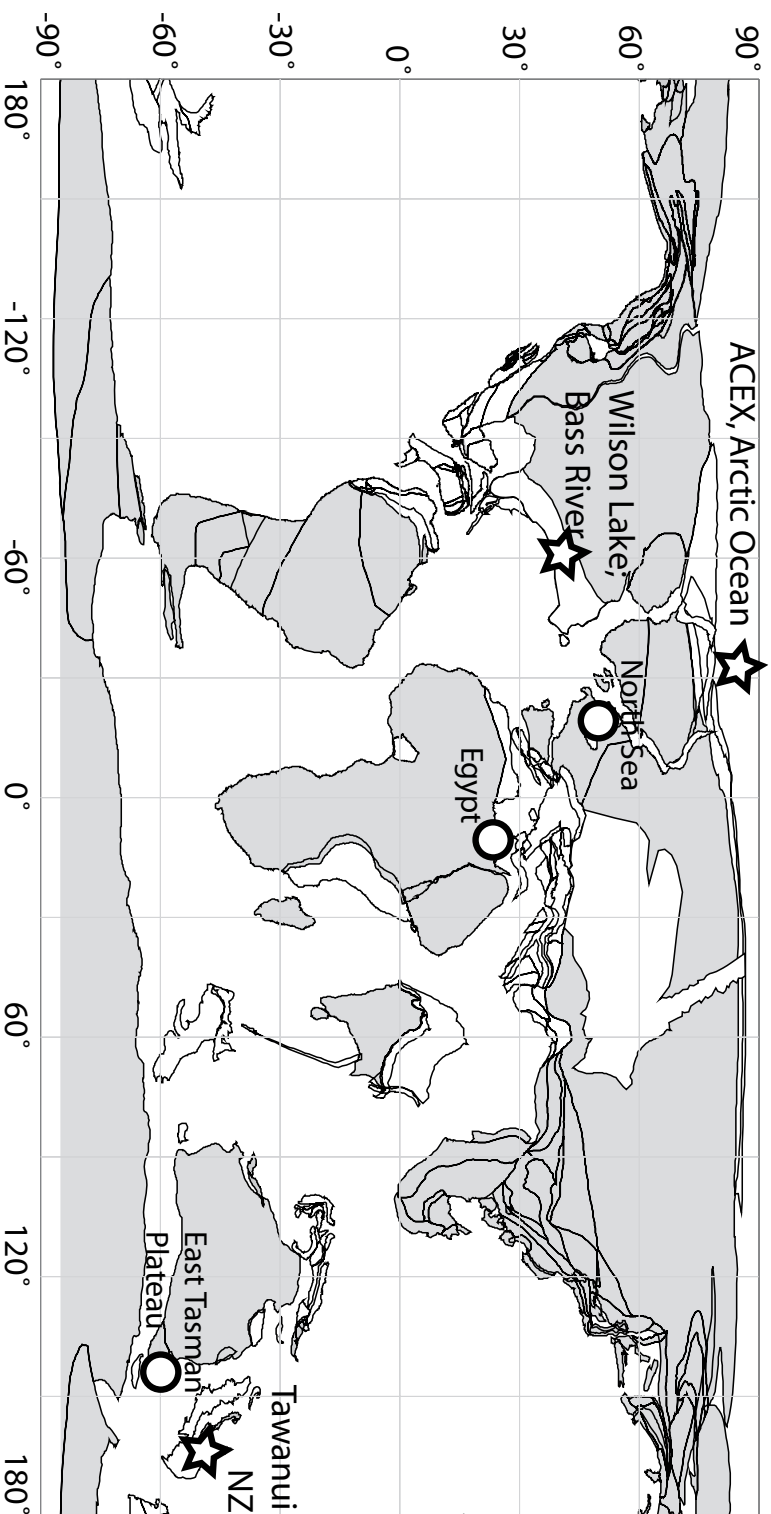 90°
60°
30°
0°
-30°
-60°
-90°
180°
-120°
-60°
0°
60°
120°
180°
ACEX, Arctic Ocean
Wilson Lake,
Bass River
North Sea
Egypt
East Tasman
Plateau
Tawanui
NZ